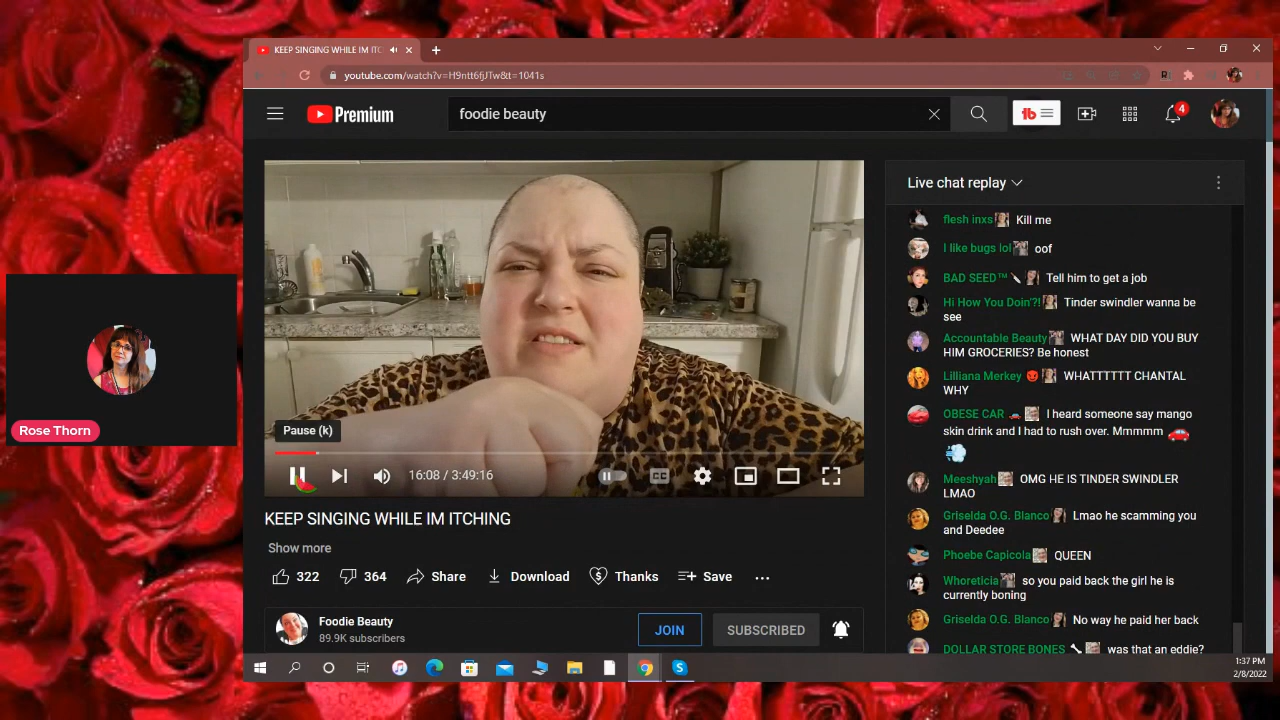 KEEP SINGING WHILE IM ITC
youtube.com/watch?v=H9ntt6fjJTw&t=1041s
Premium
foodie beauty
tb
4
Live chat replay
flesh inxs Kill me
I like bugs lol oof
BAD SEED™ Tell him to get a job
Hi How You Doin'?! Tinder swindler wanna be
see
Accountable Beauty WHAT DAY DID YOU BUY
HIM GROCERIES? Be honest
Lilliana Merkey WHATTTTTT CHANTAL
WHY
OBESE CAR I heard someone say mango
skin drink and I had to rush over. Mmmmm
Meeshyah OMG HE IS TINDER SWINDLER
LMAO
Griselda O.G. Blanco Lmao he scamming you
and Deedee
Phoebe Capicola QUEEN
Whoreticia so you paid back the girl he is
currently boning
Griselda O.G. Blanco No way he paid her back
DOLLAR STORE BONES was that an eddie?
Rose Thorn
Pause (k)
16:08 / 3:49:16
CC
KEEP SINGING WHILE IM ITCHING
Show more
322
364
Share
Download
Thanks
Save
Foodie Beauty
89.9K subscribers
JOIN
SUBSCRIBED
1:37 PM
2/8/2022